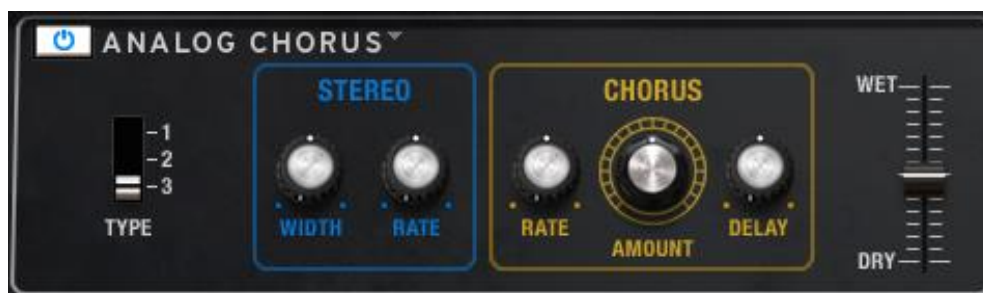 ANALOG CHORUS
1
2
3
TYPE
STEREO
WIDTH
RATE
CHORUS
RATE
AMOUNT
DELAY
WET
DRY